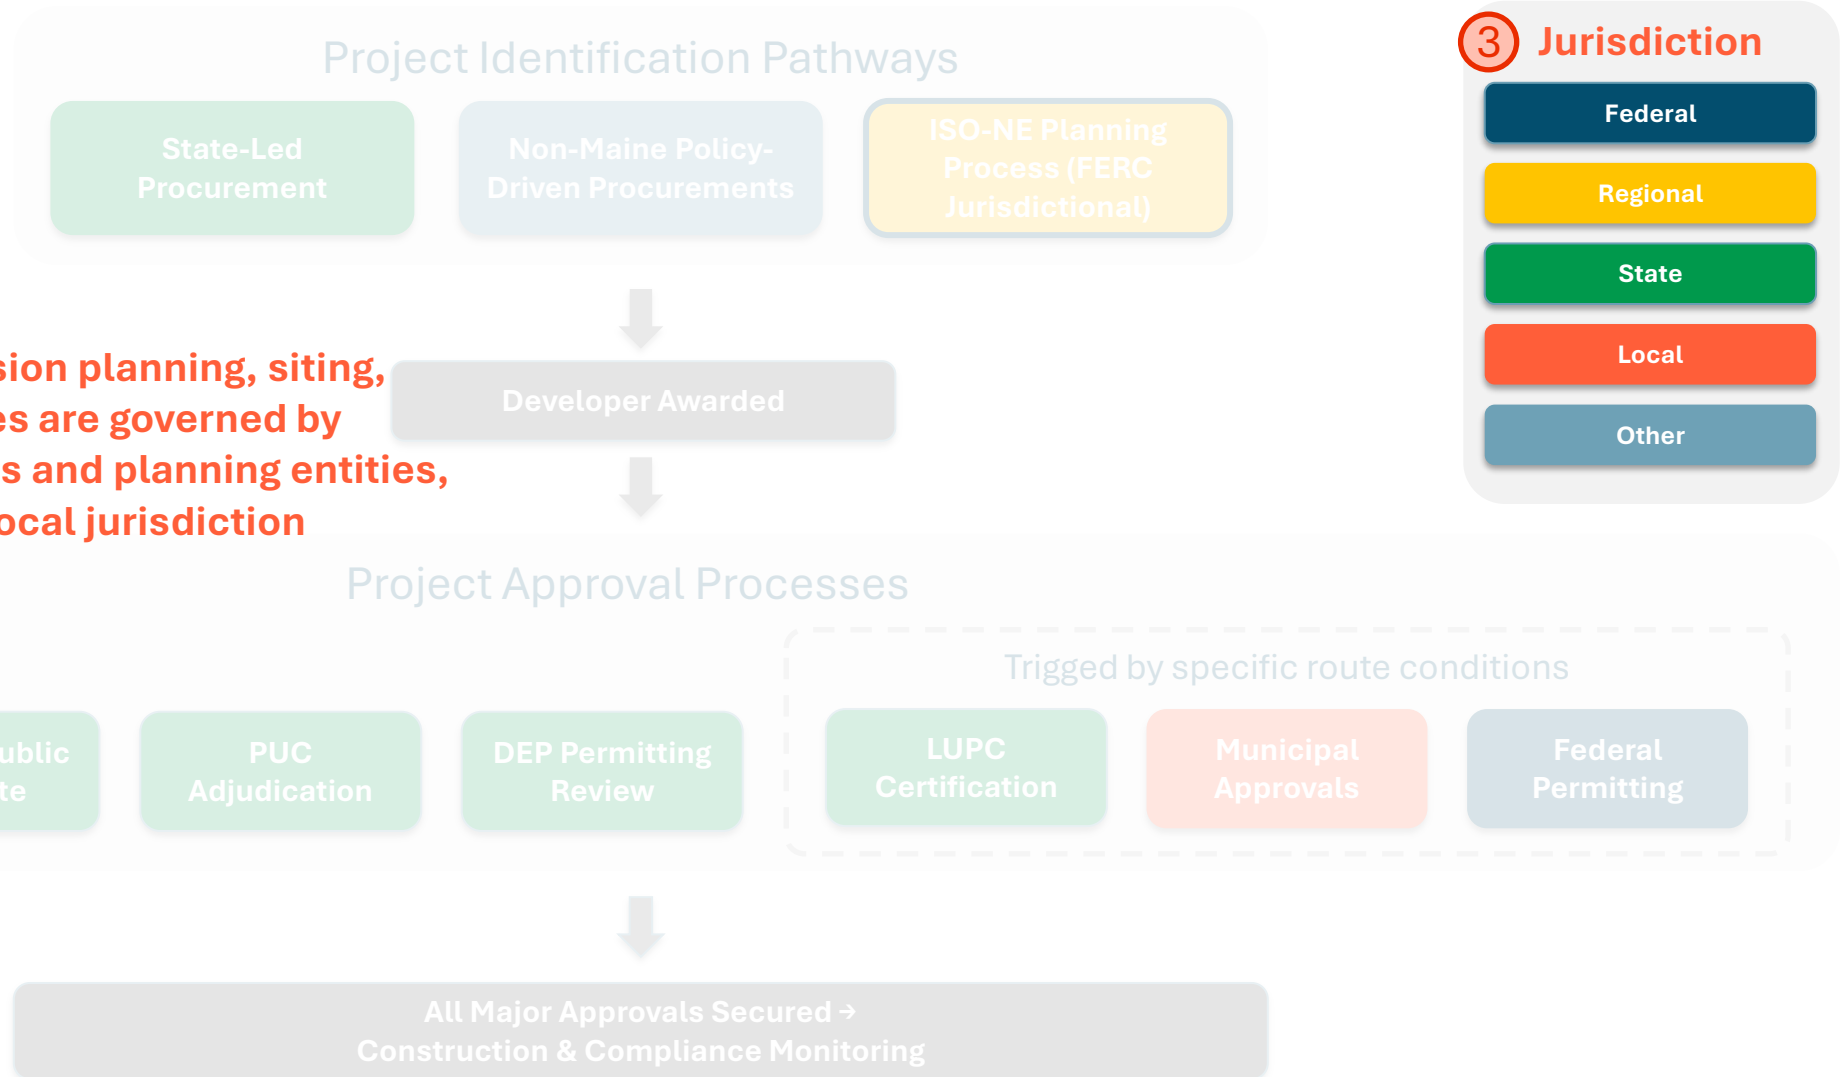 Project Identification Pathways
State-Led
Procurement
Non-Maine Policy-
Driven Procurements
ISO-NE Planning
Process (FERC
Jurisdictional)
3 Jurisdiction
Federal
Regional
State
Local
Other
sion planning, siting,
es are governed by
s and planning entities,
ocal jurisdiction
Developer Awarded
Project Approval Processes
Trigged by specific route conditions
ublic
te
PUC
Adjudication
DEP Permitting
Review
LUPC
Certification
Municipal
Approvals
Federal
Permitting
All Major Approvals Secured →
Construction & Compliance Monitoring